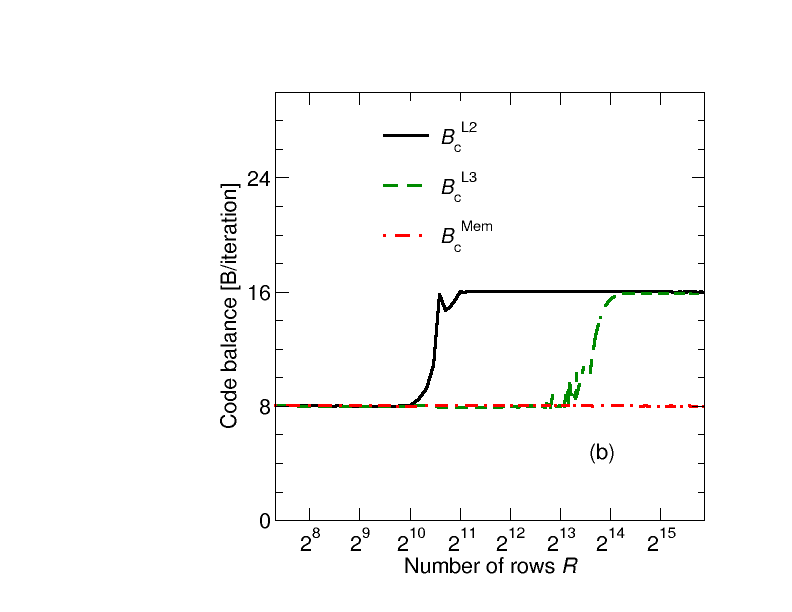 B_c^L2
B_c^L3
B_c^Mem
24
16
8
0
Code balance [B/iteration]
(b)
2^8 2^9 2^10 2^11 2^12 2^13 2^14 2^15
Number of rows R